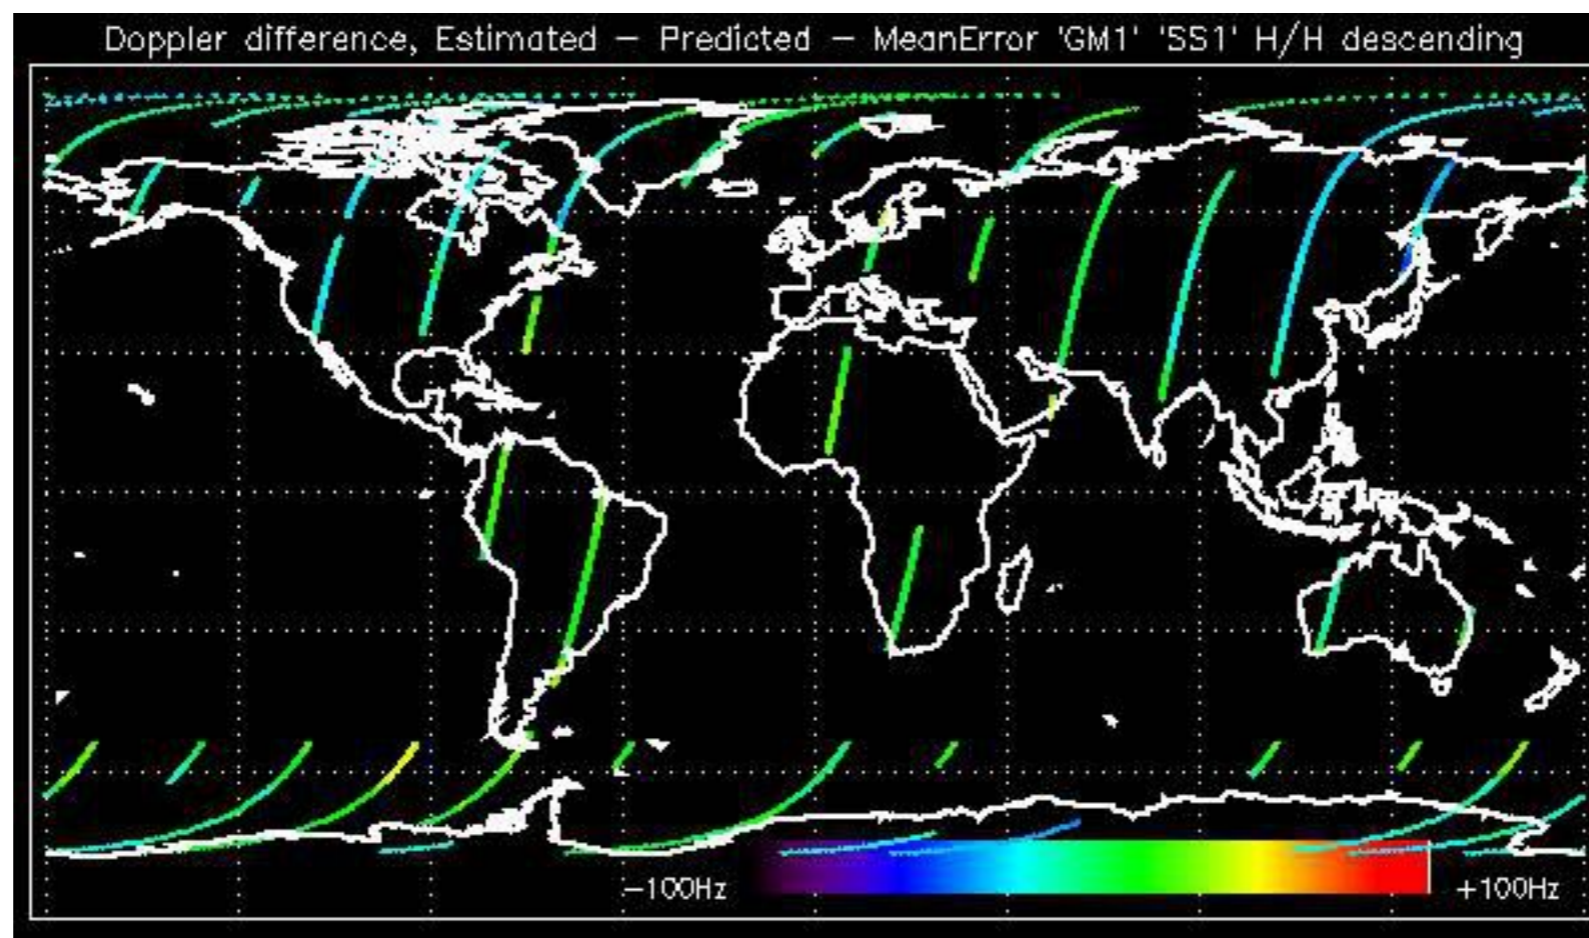 Doppler difference, Estimated – Predicted – MeanError 'GM1' 'SS1' H/H descending
-100Hz +100Hz